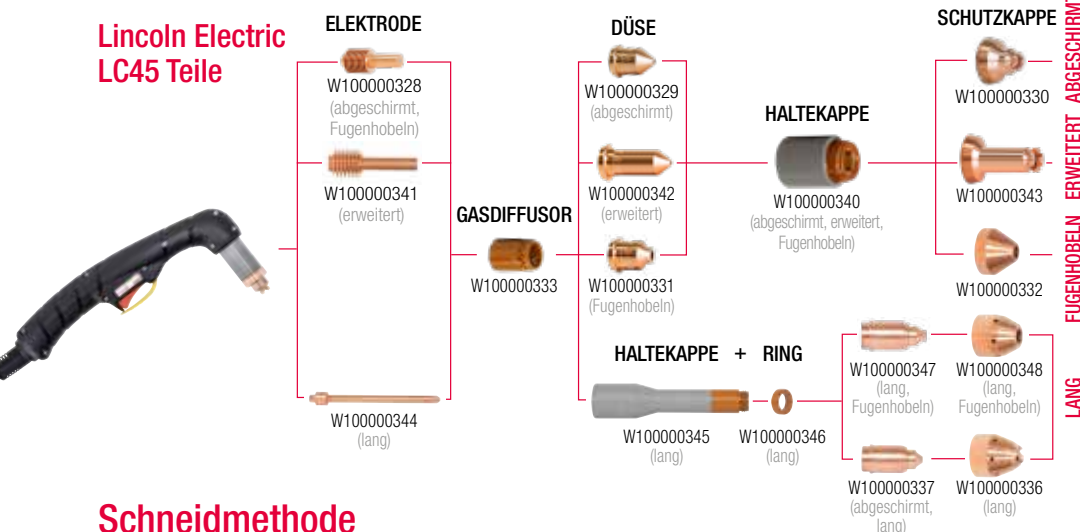 Lincoln Electric
LC45 Teile
ELEKTRODE
W100000328
(abgeschirmt,
Fugenhobeln)
W100000341
(erweitert)
W100000344
(lang)
GASDIFFUSOR
W100000333
DÜSE
W100000329
(abgeschirmt)
W100000342
(erweitert)
W100000331
(Fugenhobeln)
HALTEKAPPE
W100000340
(abgeschirmt, erweitert,
Fugenhobeln)
SCHUTZKAPPE
W100000330
W100000343
W100000332
ABGESCHIRMT
ERWEITERT
FUGENHOBELN
LANG
HALTEKAPPE + RING
W100000345
(lang)
W100000346
(lang)
W100000347
(lang,
Fugenhobeln)
W100000348
(lang,
Fugenhobeln)
W100000337
(abgeschirmt,
lang)
W100000336
(lang)
Schneidmethode